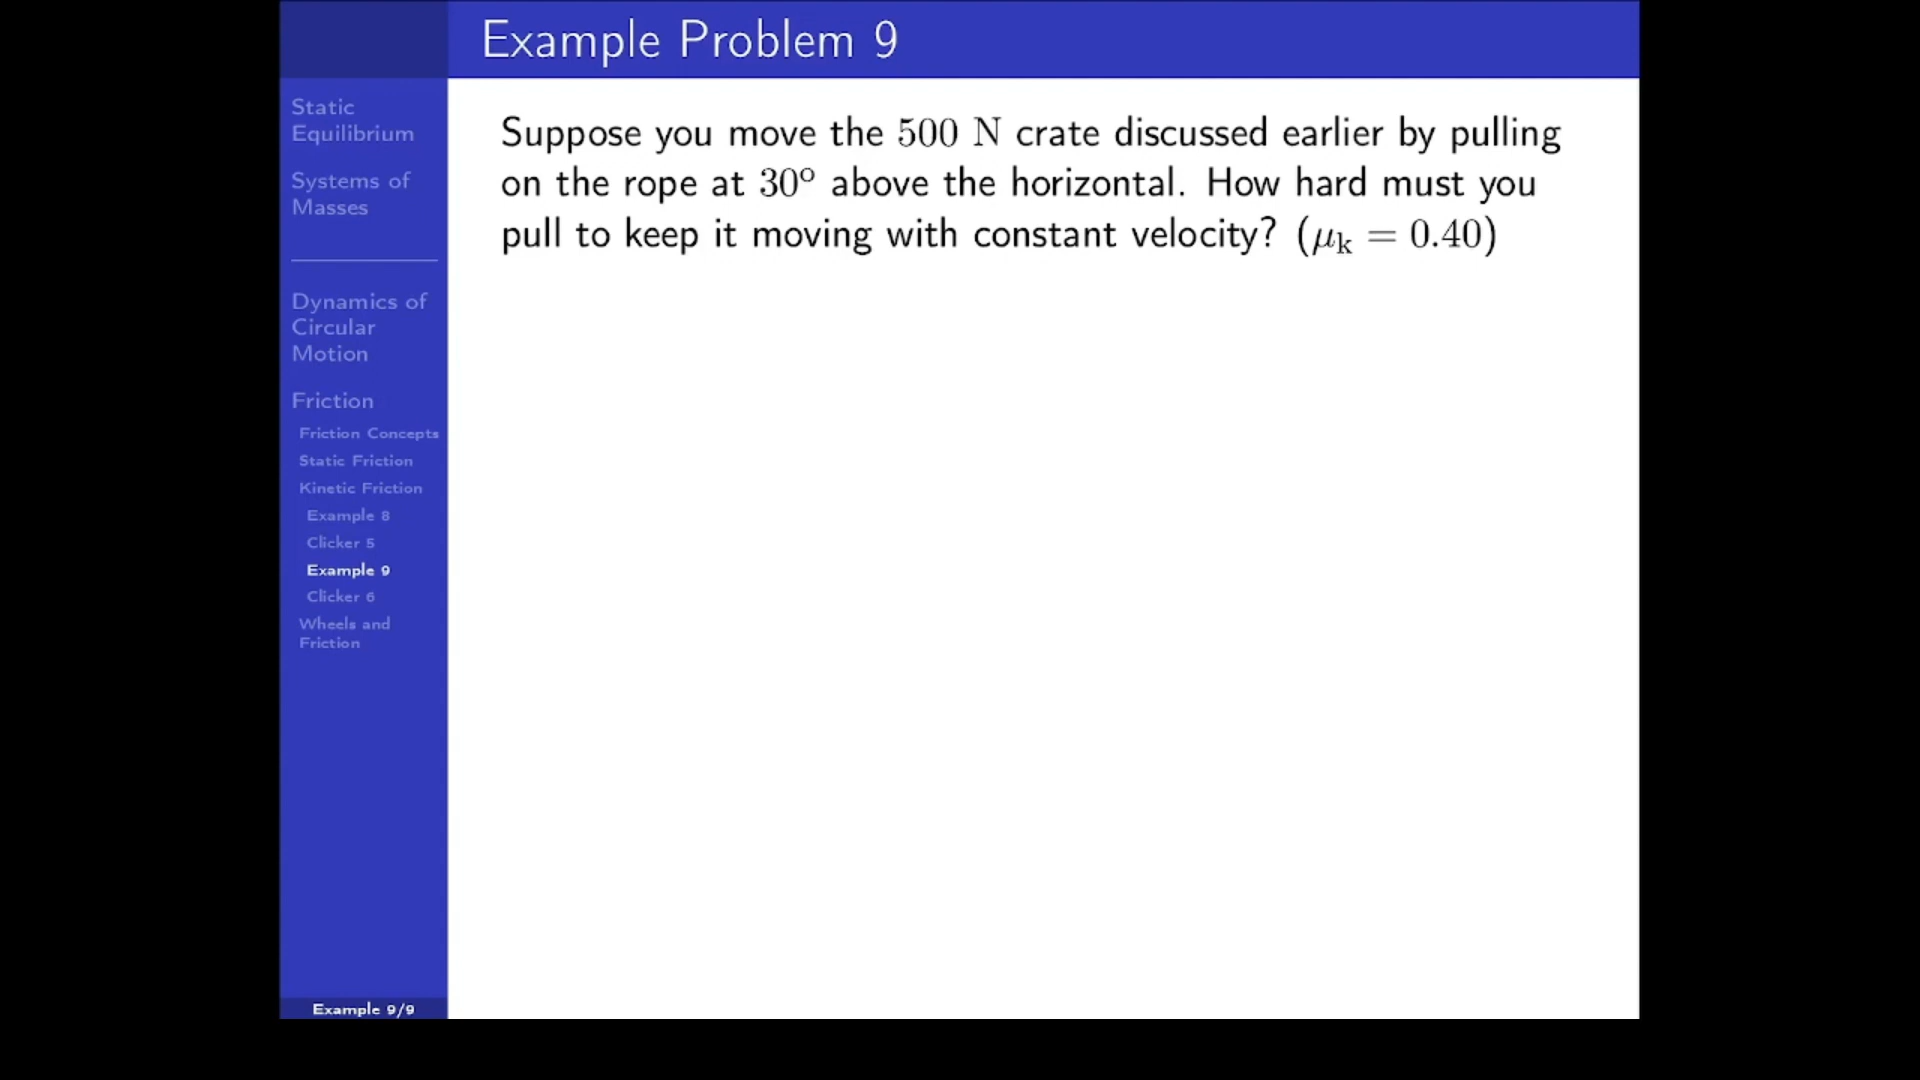 Example Problem 9
Static
Equilibrium
Systems of
Masses
Dynamics of
Circular
Motion
Friction
Friction Concepts
Static Friction
Kinetic Friction
Example 8
Clicker 5
Example 9
Clicker 6
Wheels and
Friction
Example 9/9
Suppose you move the 500 N crate discussed earlier by pulling
on the rope at 30° above the horizontal. How hard must you
pull to keep it moving with constant velocity? (μₖ = 0.40)